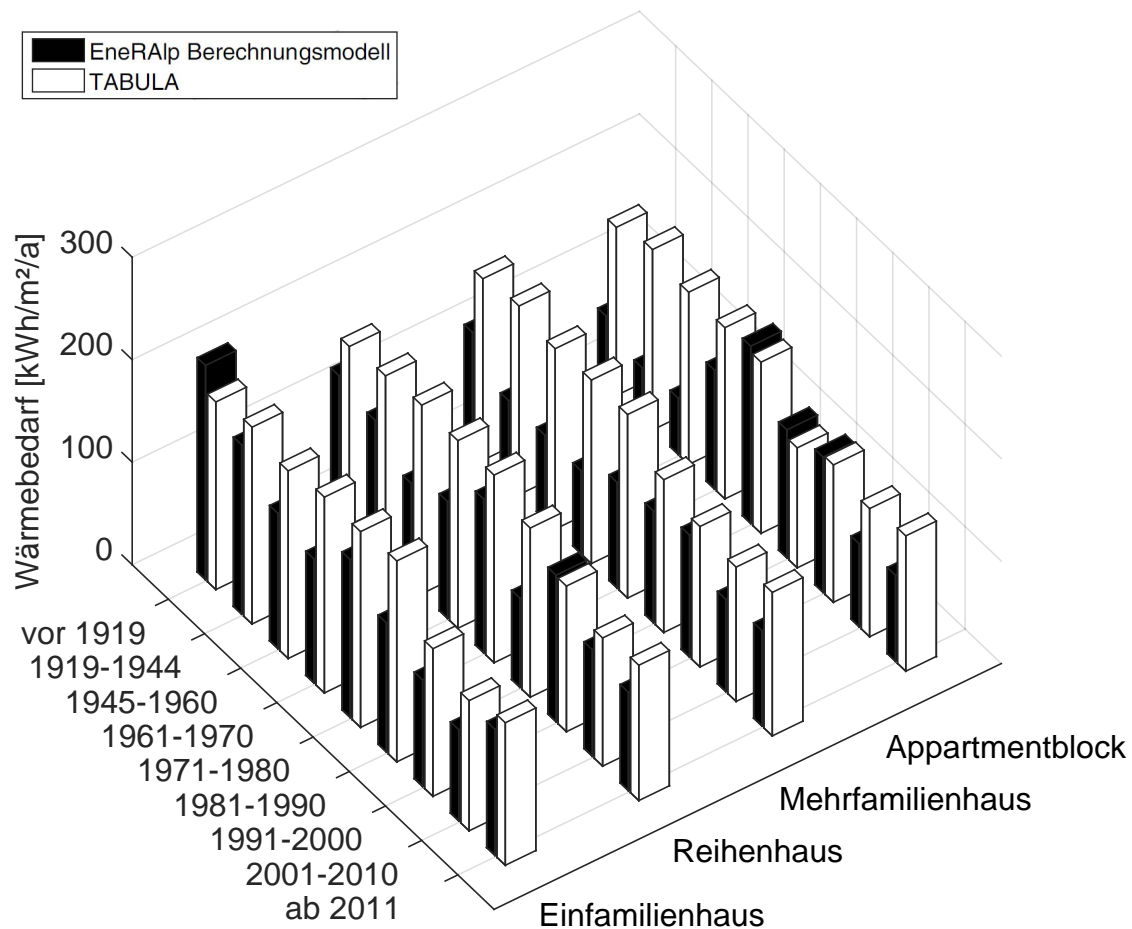 EneRAlp Berechnungsmodell
TABULA
Wärmebedarf [kWh/m²/a]
300
200
100
0
vor 1919
1919-1944
1945-1960
1961-1970
1971-1980
1981-1990
1991-2000
2001-2010
ab 2011
Appartmentblock
Mehrfamilienhaus
Reihenhaus
Einfamilienhaus